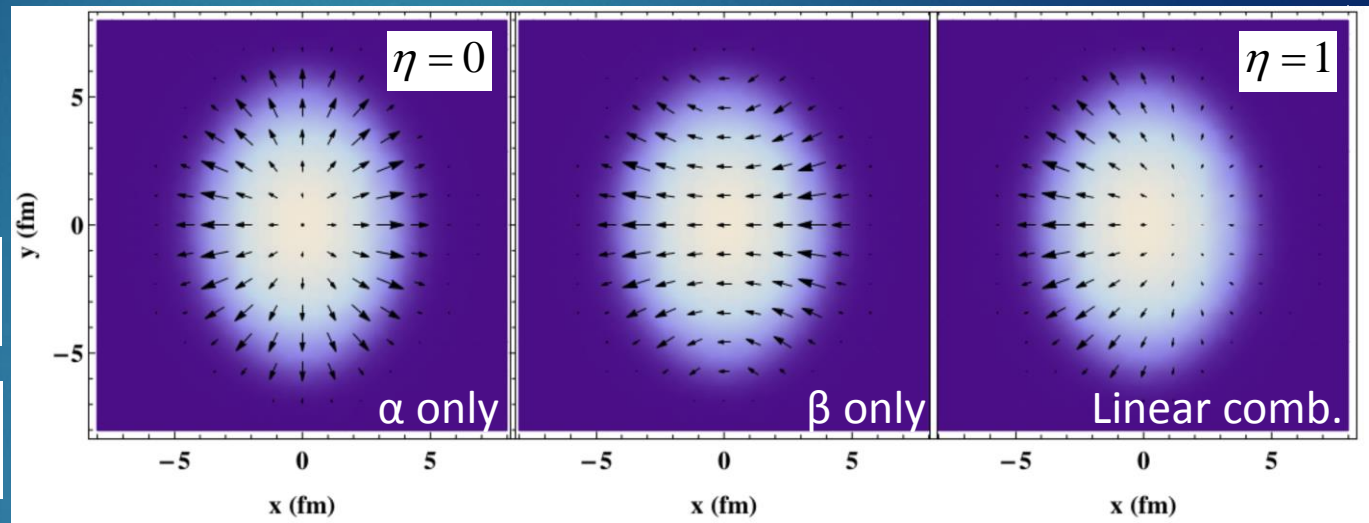 η = 0
η = 1
α only
β only
Linear comb.
y (fm)
5
0
−5
−5 0 5
−5 0 5
−5 0 5
x (fm)
x (fm)
x (fm)